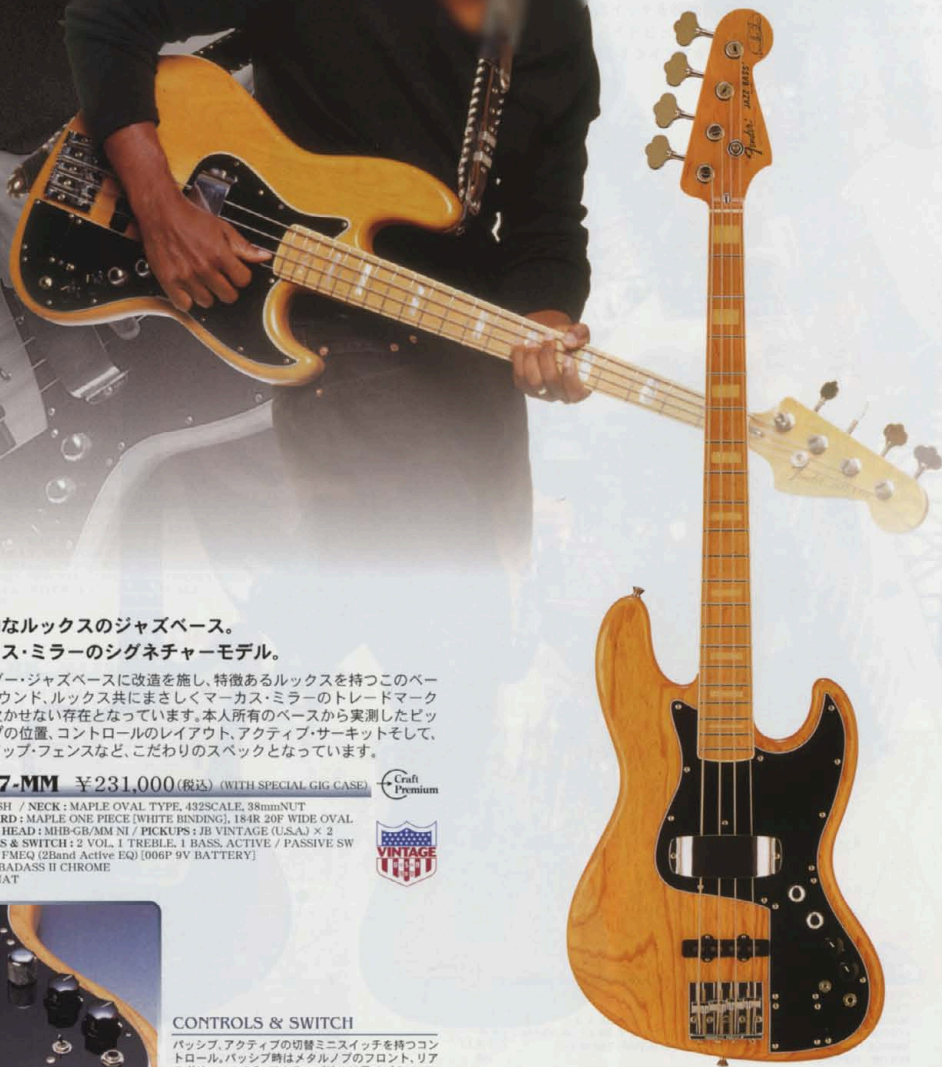 Fender JAZZ BASS
なルックスのジャズベース。
ス・ミラーのシグネチャーモデル。
ー・ジャズベースに改造を施し、特徴あるルックスを持つこのベー
ウンド、ルックス共にまさしくマーカス・ミラーのトレードマーク
欠かせない存在となっています。本人所有のベースから実測したピッ
プの位置、コントロールのレイアウト、アクティブ・サーキットそして、
ップ・フェンスなど、こだわりのスペックとなっています。
7-MM ¥231,000(税込) (WITH SPECIAL GIG CASE) Craft Premium
SH / NECK : MAPLE OVAL TYPE, 432SCALE, 38mmNUT
RD : MAPLE ONE PIECE [WHITE BINDING], 184R 20F WIDE OVAL
HEAD : MHB-GB/MM NI / PICKUPS : JB VINTAGE (U.S.A.) × 2
S & SWITCH : 2 VOL, 1 TREBLE, 1 BASS, ACTIVE / PASSIVE SW
FMEQ (2Band Active EQ) [006P 9V BATTERY]
BADASS II CHROME
AT
VINTAGE
CONTROLS & SWITCH
パッシブ、アクティブの切替ミニスイッチを持つコン
トロール。パッシブ時はメタルノブのフロント、リア